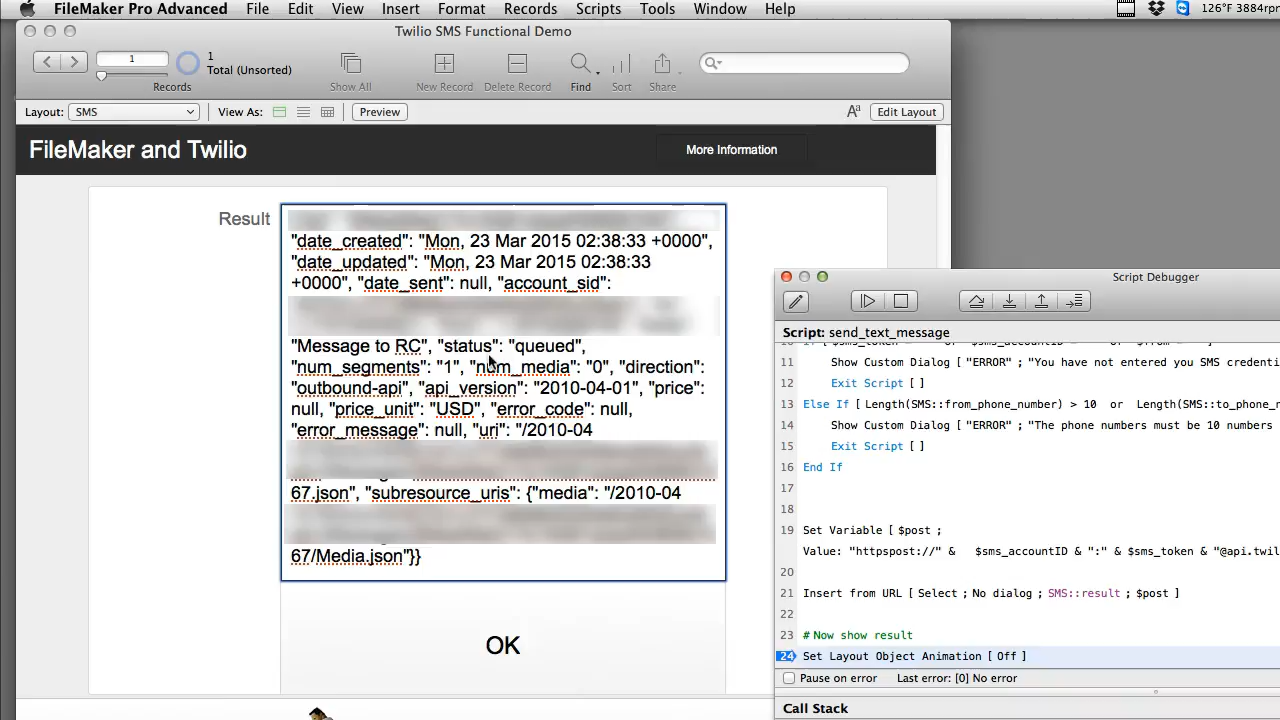 FileMaker Pro Advanced File Edit View Insert Format Records Scripts Tools Window Help 126°F 3884rpm
Twilio SMS Functional Demo
1
1
Total (Unsorted)
Records
Show All
New Record
Delete Record
Find
Sort
Share
Layout: SMS View As: Preview Aa Edit Layout
FileMaker and Twilio
More Information
Result
"date_created": "Mon, 23 Mar 2015 02:38:33 +0000",
"date_updated": "Mon, 23 Mar 2015 02:38:33
+0000", "date_sent": null, "account_sid":
"Message to RC", "status": "queued",
"num_segments": "1", "num_media": "0", "direction":
"outbound-api", "api_version": "2010-04-01", "price":
null, "price_unit": "USD", "error_code": null,
"error_message": null, "uri": "/2010-04
67.json", "subresource_uris": {"media": "/2010-04
67/Media.json"}}
OK
Script Debugger
Script: send_text_message
11 Show Custom Dialog [ "ERROR" ; "You have not entered you SMS credenti
12 Exit Script [ ]
13 Else If [ Length(SMS::from_phone_number) > 10 or Length(SMS::to_phone_n
14 Show Custom Dialog [ "ERROR" ; "The phone numbers must be 10 numbers
15 Exit Script [ ]
16 End If
17
18
19 Set Variable [ $post ;
Value: "httpspost://" & $sms_accountID & ":" & $sms_token & "@api.twil
20
21 Insert from URL [ Select ; No dialog ; SMS::result ; $post ]
22
23 # Now show result
24 Set Layout Object Animation [ Off ]
Pause on error Last error: [0] No error
Call Stack